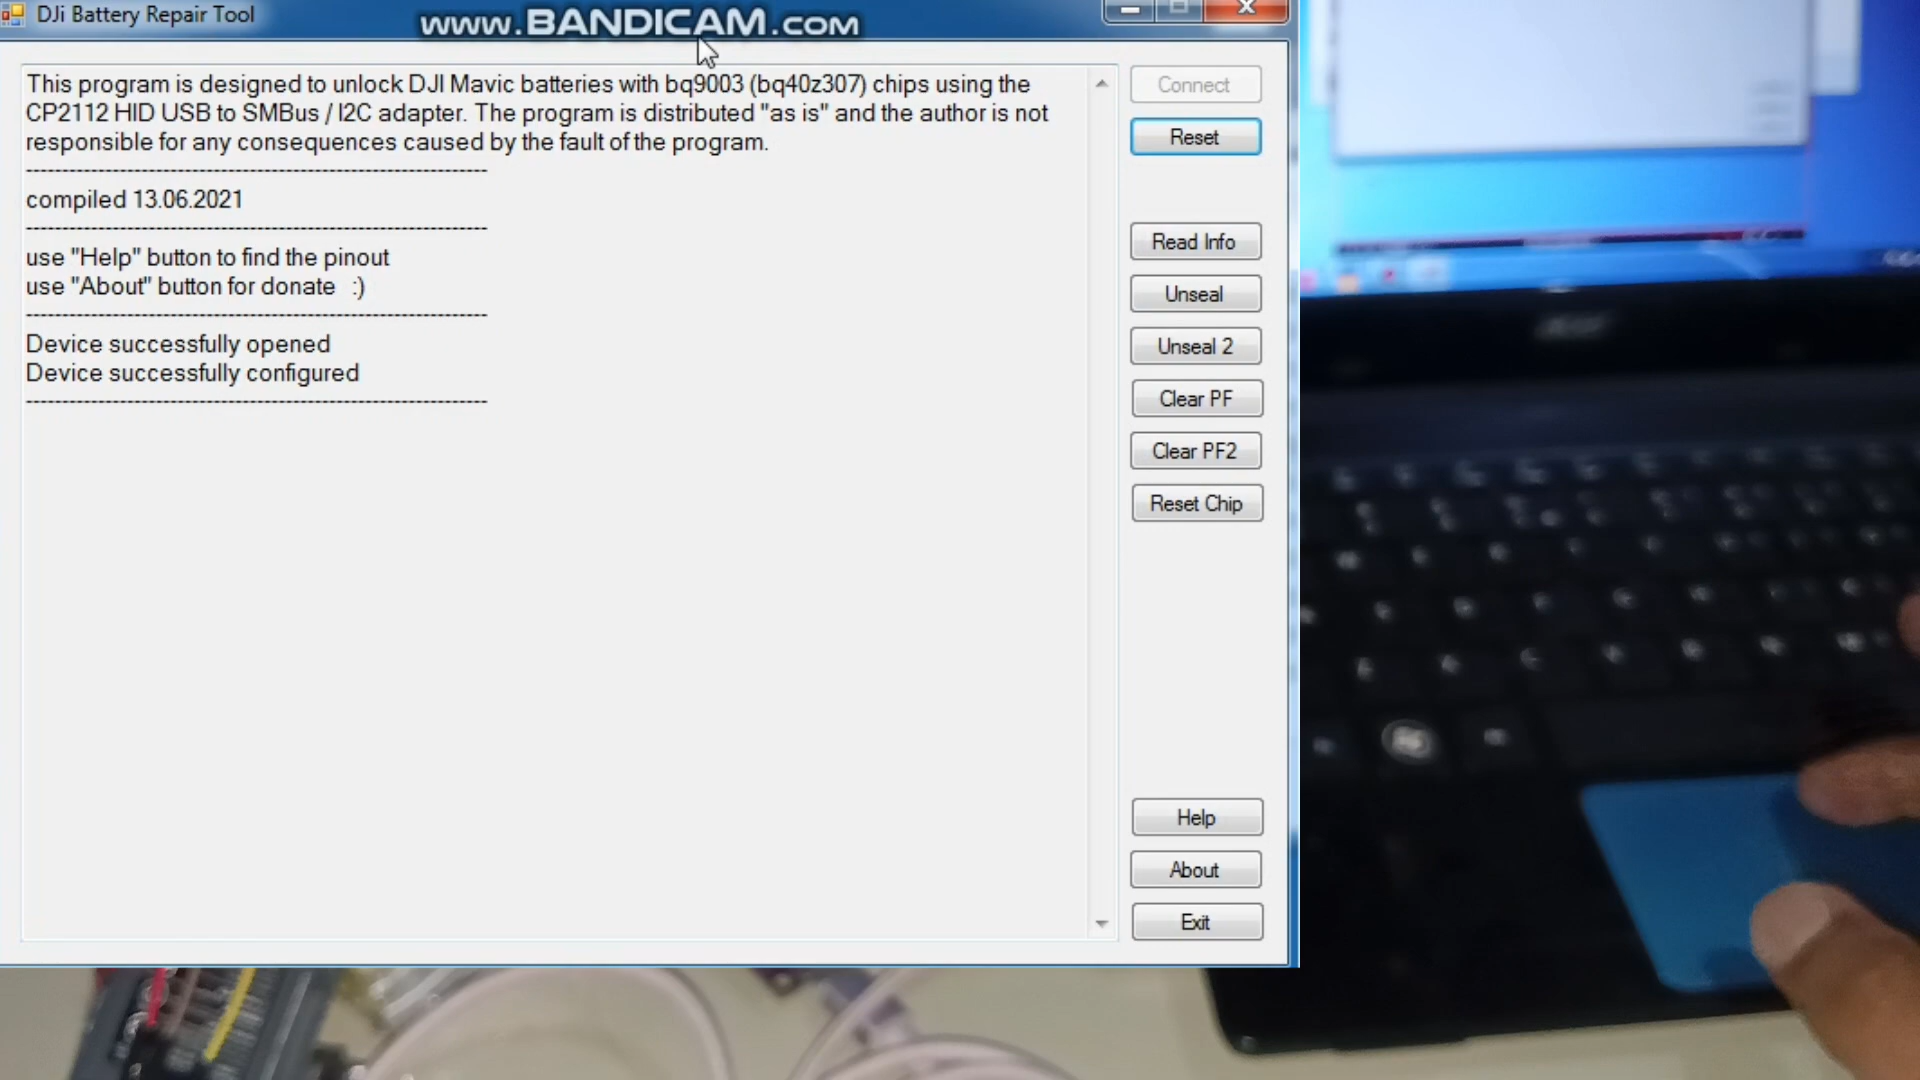 DJi Battery Repair Tool
www.BANDICAM.com
This program is designed to unlock DJI Mavic batteries with bq9003 (bq40z307) chips using the
CP2112 HID USB to SMBus / I2C adapter. The program is distributed "as is" and the author is not
responsible for any consequences caused by the fault of the program.
compiled 13.06.2021
use "Help" button to find the pinout
use "About" button for donate :)
Device successfully opened
Device successfully configured
Connect
Reset
Read Info
Unseal
Unseal 2
Clear PF
Clear PF2
Reset Chip
Help
About
Exit
acer